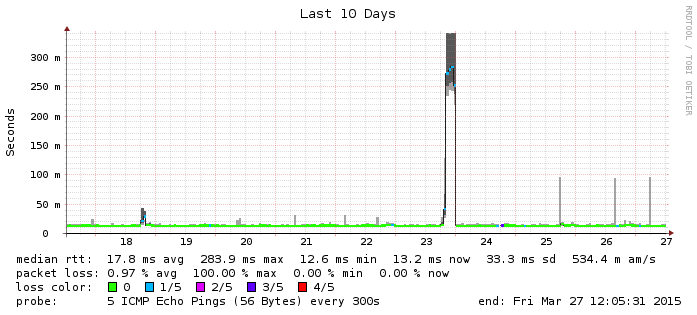 Last 10 Days
RRDTOOL / TOBI OETIKER
Seconds
300 m
250 m
200 m
150 m
100 m
50 m
0
18 19 20 21 22 23 24 25 26 27
median rtt: 17.8 ms avg 283.9 ms max 12.6 ms min 13.2 ms now 33.3 ms sd 534.4 m am/s
packet loss: 0.97 % avg 100.00 % max 0.00 % min 0.00 % now
loss color: 0 1/5 2/5 3/5 4/5
probe: 5 ICMP Echo Pings (56 Bytes) every 300s end: Fri Mar 27 12:05:31 2015